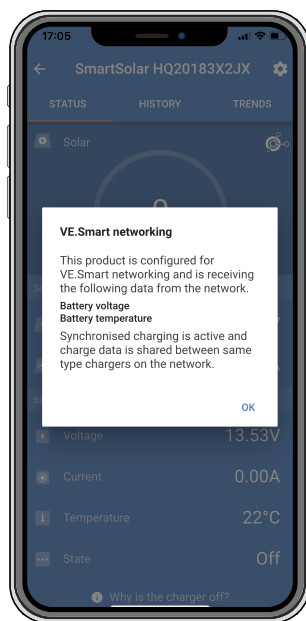 17:05
SmartSolar HQ20183X2JX
STATUS HISTORY TRENDS
Solar
VE.Smart networking
This product is configured for
VE.Smart networking and is receiving
the following data from the network.
Battery voltage
Battery temperature
Synchronised charging is active and
charge data is shared between same
type chargers on the network.
OK
Voltage 13.53V
Current 0.00A
Temperature 22°C
State Off
Why is the charger off?